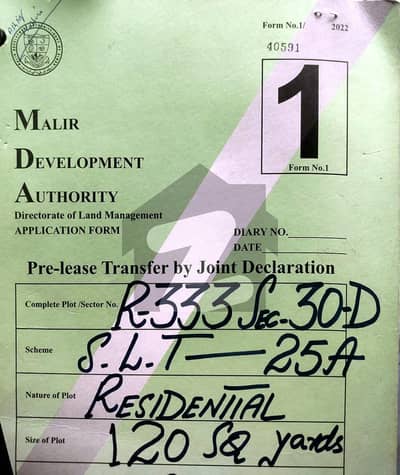 Form No.1/ 2022
40591
1
Form No.1
MALIR
DEVELOPMENT
AUTHORITY
Directorate of Land Management
APPLICATION FORM
DIARY NO.
DATE
Pre-lease Transfer by Joint Declaration
Complete Plot /Sector No. R-333 SEC-30-D
Scheme S.L.T - 25A
Nature of Plot RESIDENTIAL
Size of Plot 120 SQ yards